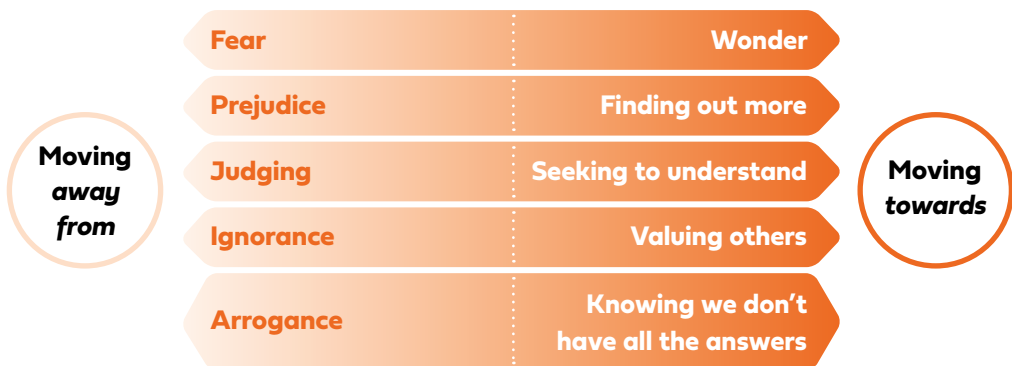 Moving
away
from
Fear
Wonder
Prejudice
Finding out more
Judging
Seeking to understand
Ignorance
Valuing others
Arrogance
Knowing we don’t
have all the answers
Moving
towards